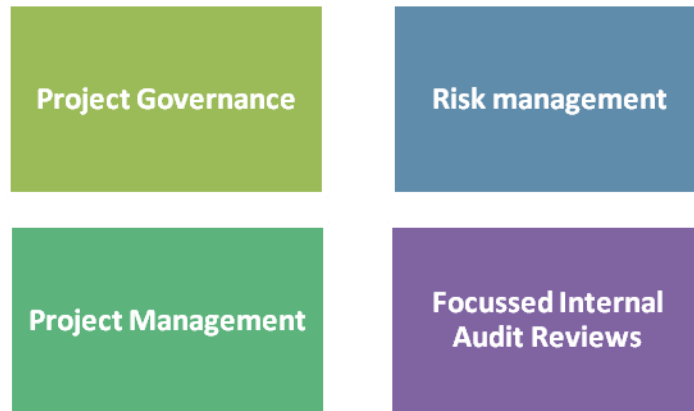 Project Governance
Risk management
Project Management
Focussed Internal
Audit Reviews